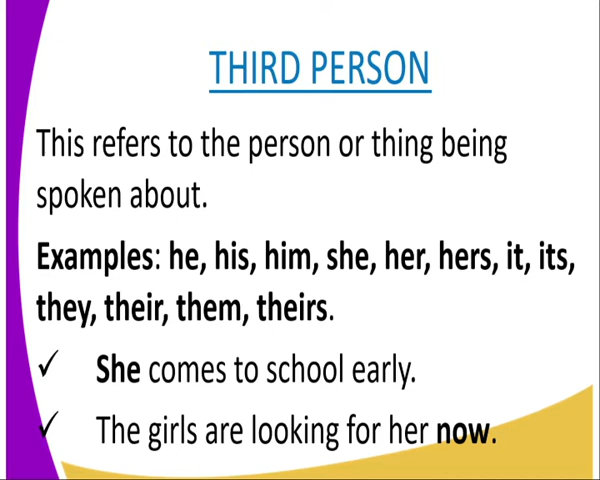 THIRD PERSON
This refers to the person or thing being
spoken about.
Examples: he, his, him, she, her, hers, it, its,
they, their, them, theirs.
✓ She comes to school early.
✓ The girls are looking for her now.